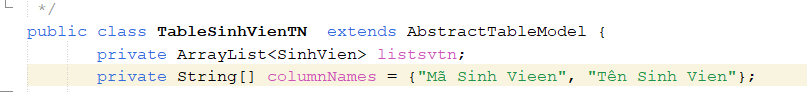 */
public class TableSinhVienTN  extends AbstractTableModel {
private ArrayList<SinhVien> listsvtn;
private String[] columnNames = {"Mã Sinh Vieen", "Tên Sinh Vien"};